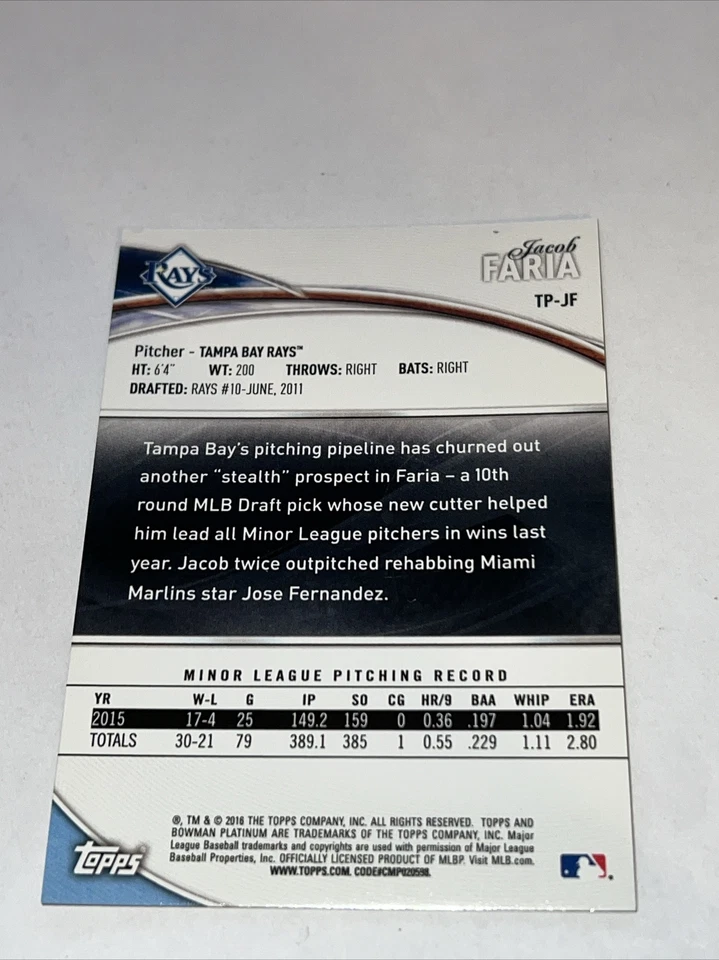 RAYS
Jacob
FARIA
TP-JF
Pitcher - TAMPA BAY RAYS™
HT: 6'4" WT: 200 THROWS: RIGHT BATS: RIGHT
DRAFTED: RAYS #10-JUNE, 2011
Tampa Bay's pitching pipeline has churned out
another "stealth" prospect in Faria – a 10th
round MLB Draft pick whose new cutter helped
him lead all Minor League pitchers in wins last
year. Jacob twice outpitched rehabbing Miami
Marlins star Jose Fernandez.
MINOR LEAGUE PITCHING RECORD
YR W-L G IP SO CG HR/9 BAA WHIP ERA
2015 17-4 25 149.2 159 0 0.36 .197 1.04 1.92
TOTALS 30-21 79 389.1 385 1 0.55 .229 1.11 2.80
®, TM & © 2016 THE TOPPS COMPANY, INC. ALL RIGHTS RESERVED. TOPPS AND
BOWMAN PLATINUM ARE TRADEMARKS OF THE TOPPS COMPANY, INC. Major
League Baseball trademarks and copyrights are used with permission of Major League
Baseball Properties, Inc. OFFICIALLY LICENSED PRODUCT OF MLBP. Visit MLB.com.
WWW.TOPPS.COM. CODE#CMP020598.
topps®